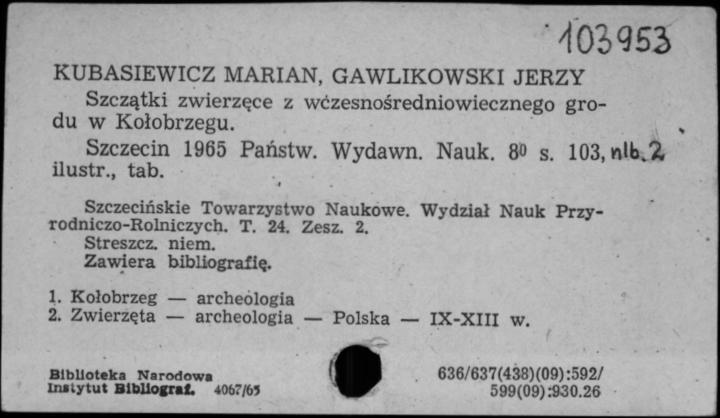 103953
KUBASIEWICZ MARIAN, GAWLIKOWSKI JERZY
Szczątki zwierzęce z wćzesnośredniowiecznego gro-
du w Kołobrzegu.
Szczecin 1965 Państw. Wydawn. Nauk. 8⁰ s. 103, nlb. 2
ilustr., tab.
Szczecińskie Towarzystwo Naukowe. Wydział Nauk Przy-
rodniczo-Rolniczych. T. 24. Zesz. 2.
Streszcz. niem.
Zawiera bibliografię.
1. Kołobrzeg — archeologia
2. Zwierzęta — archeologia — Polska — IX-XIII w.
Biblioteka Narodowa 636/637(438)(09):592/
Instytut Bibliograf. 4067/65 599(09):930.26